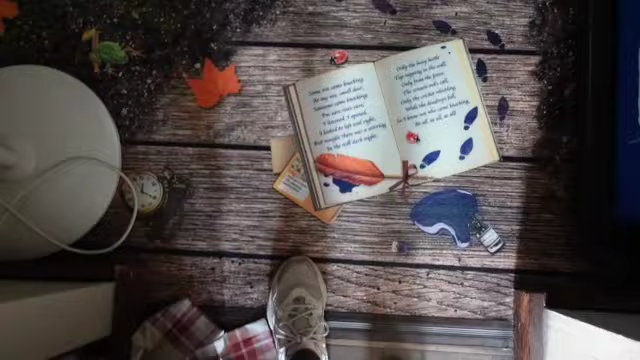 Some one came knocking
At my wee, small door;
Someone came knocking;
I'm sure-sure-sure;
I listened, I opened,
I looked to left and right,
But nought there was a stirring
In the still dark night;
Only the busy beetle
Tap-tapping in the wall,
Only from the forest
The screech-owl's call,
Only the cricket whistling
While the dewdrops fall,
So I know not who came knocking,
At all, at all, at all